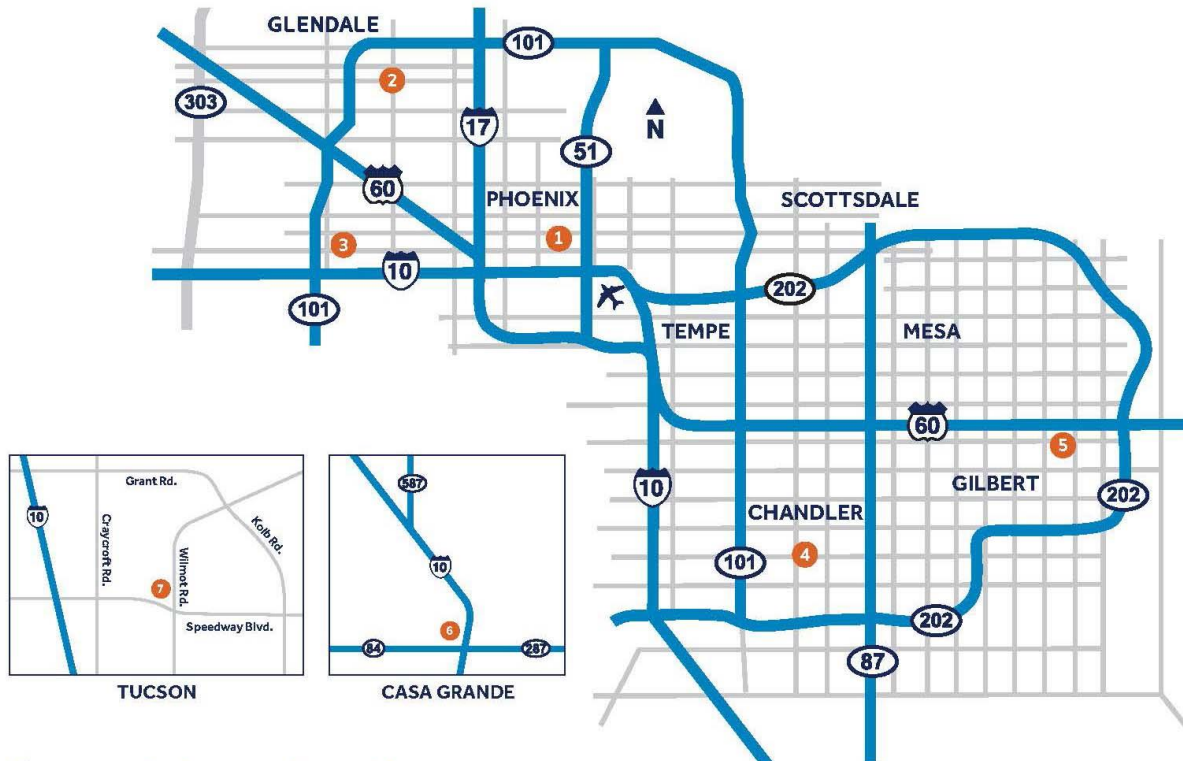 GLENDALE
101
2
303
17
51
N
60
PHOENIX
SCOTTSDALE
1
3
10
202
101
TEMPE
MESA
60
5
10
GILBERT
202
CHANDLER
4
101
202
87
Grant Rd.
10
Craycroft Rd.
Wilmot Rd.
Kolb Rd.
7
Speedway Blvd.
TUCSON
587
10
6
84
287
CASA GRANDE